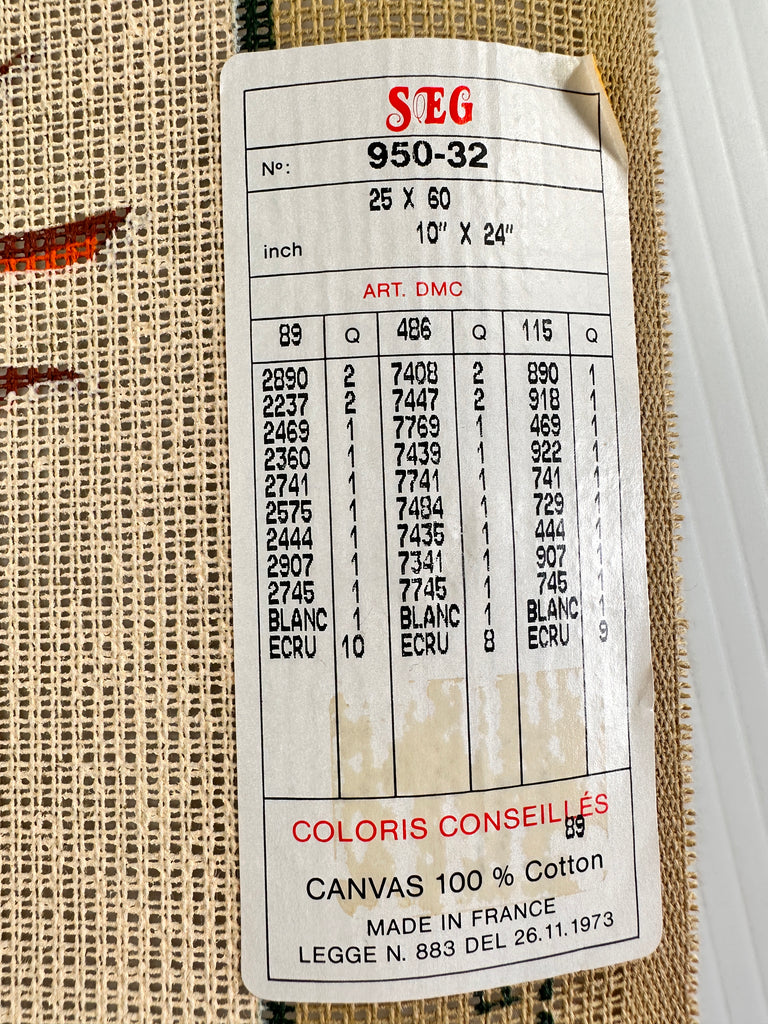 SEG
Nº: 950-32
25 X 60
inch 10" X 24"
ART. DMC
89 Q 486 Q 115 Q
2890 2 7408 2 890 1
2237 2 7447 2 918 1
2469 1 7769 1 469 1
2360 1 7439 1 922 1
2741 1 7741 1 741 1
2575 1 7484 1 729 1
2444 1 7435 1 444 1
2907 1 7341 1 907 1
2745 1 7745 1 745 1
BLANC 1 BLANC 1 BLANC 1
ECRU 10 ECRU 8 ECRU 9
COLORIS CONSEILLÉS
89
CANVAS 100 % Cotton
MADE IN FRANCE
LEGGE N. 883 DEL 26.11.1973